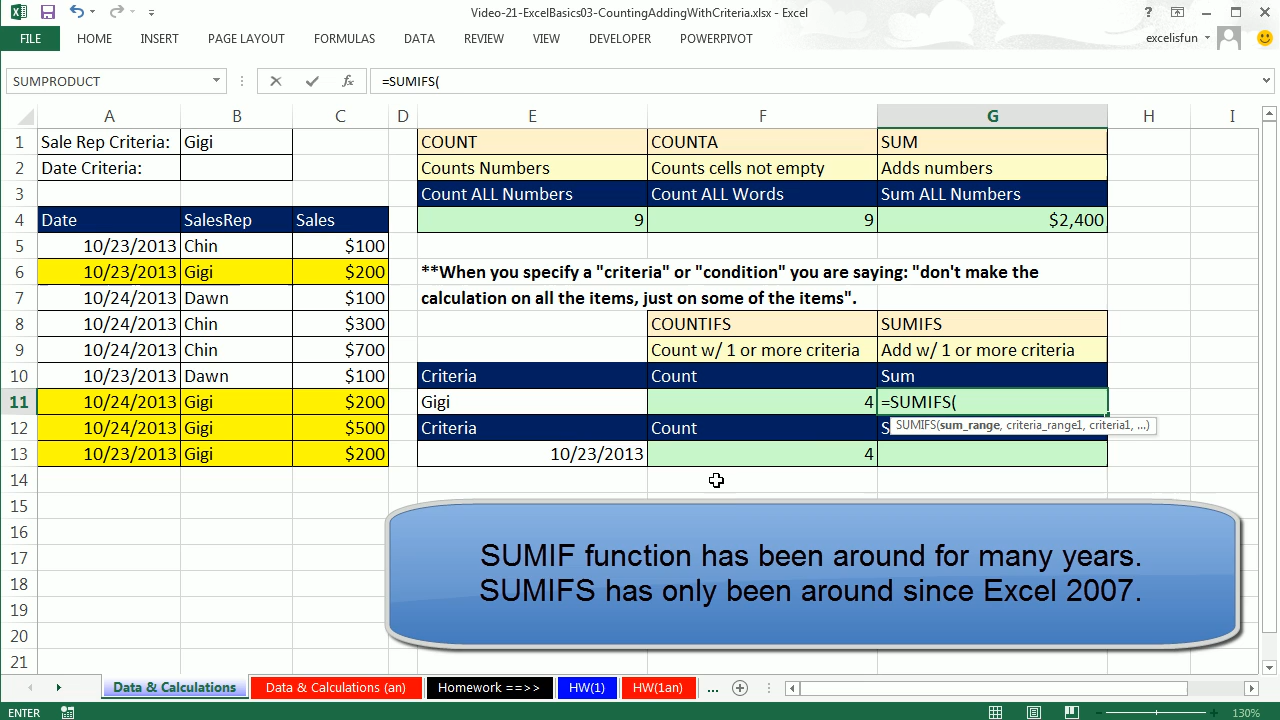 Video-21-ExcelBasics03-CountingAddingWithCriteria.xlsx - Excel
FILE HOME INSERT PAGE LAYOUT FORMULAS DATA REVIEW VIEW DEVELOPER POWERPIVOT excelisfun
SUMPRODUCT fx =SUMIFS(
A B C D E F G H I
1 Sale Rep Criteria: Gigi COUNT COUNTA SUM
2 Date Criteria: Counts Numbers Counts cells not empty Adds numbers
3 Count ALL Numbers Count ALL Words Sum ALL Numbers
4 Date SalesRep Sales 9 9 $2,400
5 10/23/2013 Chin $100
6 10/23/2013 Gigi $200 **When you specify a "criteria" or "condition" you are saying: "don't make the
7 10/24/2013 Dawn $100 calculation on all the items, just on some of the items".
8 10/24/2013 Chin $300 COUNTIFS SUMIFS
9 10/24/2013 Chin $700 Count w/ 1 or more criteria Add w/ 1 or more criteria
10 10/23/2013 Dawn $100 Criteria Count Sum
11 10/24/2013 Gigi $200 Gigi 4 =SUMIFS(
12 10/24/2013 Gigi $500 Criteria Count S
SUMIFS(sum_range, criteria_range1, criteria1, ...)
13 10/23/2013 Gigi $200 10/23/2013 4
14
15
16
17
18
19
20
21
SUMIF function has been around for many years.
SUMIFS has only been around since Excel 2007.
Data & Calculations Data & Calculations (an) Homework ==>> HW(1) HW(1an) ...
ENTER 130%